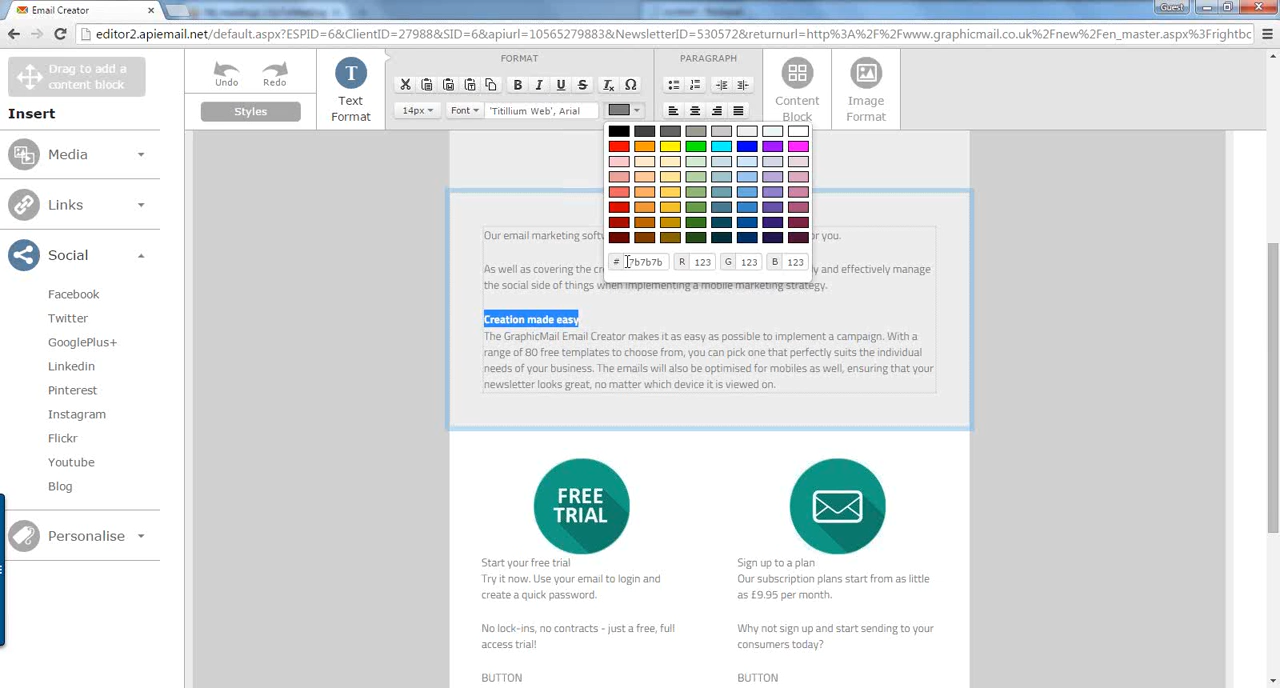 Email Creator
Guest
editor2.apiemail.net/default.aspx?ESPID=6&ClientID=27988&SID=6&apiurl=10565279883&NewsletterID=530572&returnurl=http%3A%2F%2Fwww.graphicmail.co.uk%2Fnew%2Fen_master.aspx%3Frightbc
Drag to add a
content block
Undo
Redo
Styles
T
Text
Format
FORMAT
B
I
U
S
Ix
Ω
14px
Font
'Titillium Web', Arial
PARAGRAPH
Content
Block
Image
Format
Insert
Media
Links
Social
Facebook
Twitter
GooglePlus+
Linkedin
Pinterest
Instagram
Flickr
Youtube
Blog
Personalise
# 7b7b7b R 123 G 123 B 123
Our email marketing softw
or you.
As well as covering the cr
y and effectively manage
the social side of things when implementing a mobile marketing strategy.
Creation made easy
The GraphicMail Email Creator makes it as easy as possible to implement a campaign. With a
range of 80 free templates to choose from, you can pick one that perfectly suits the individual
needs of your business. The emails will also be optimised for mobiles as well, ensuring that your
newsletter looks great, no matter which device it is viewed on.
FREE
TRIAL
Start your free trial
Try it now. Use your email to login and
create a quick password.
No lock-ins, no contracts - just a free, full
access trial!
BUTTON
Sign up to a plan
Our subscription plans start from as little
as £9.95 per month.
Why not sign up and start sending to your
consumers today?
BUTTON